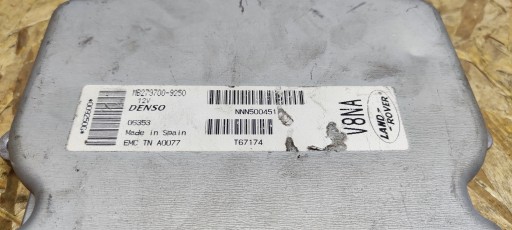 MB279700-9250
12V
DENSO
05353
Made in Spain
EMC TN A0077
NNN500451
T67174
V8NA
LAND-
ROVER